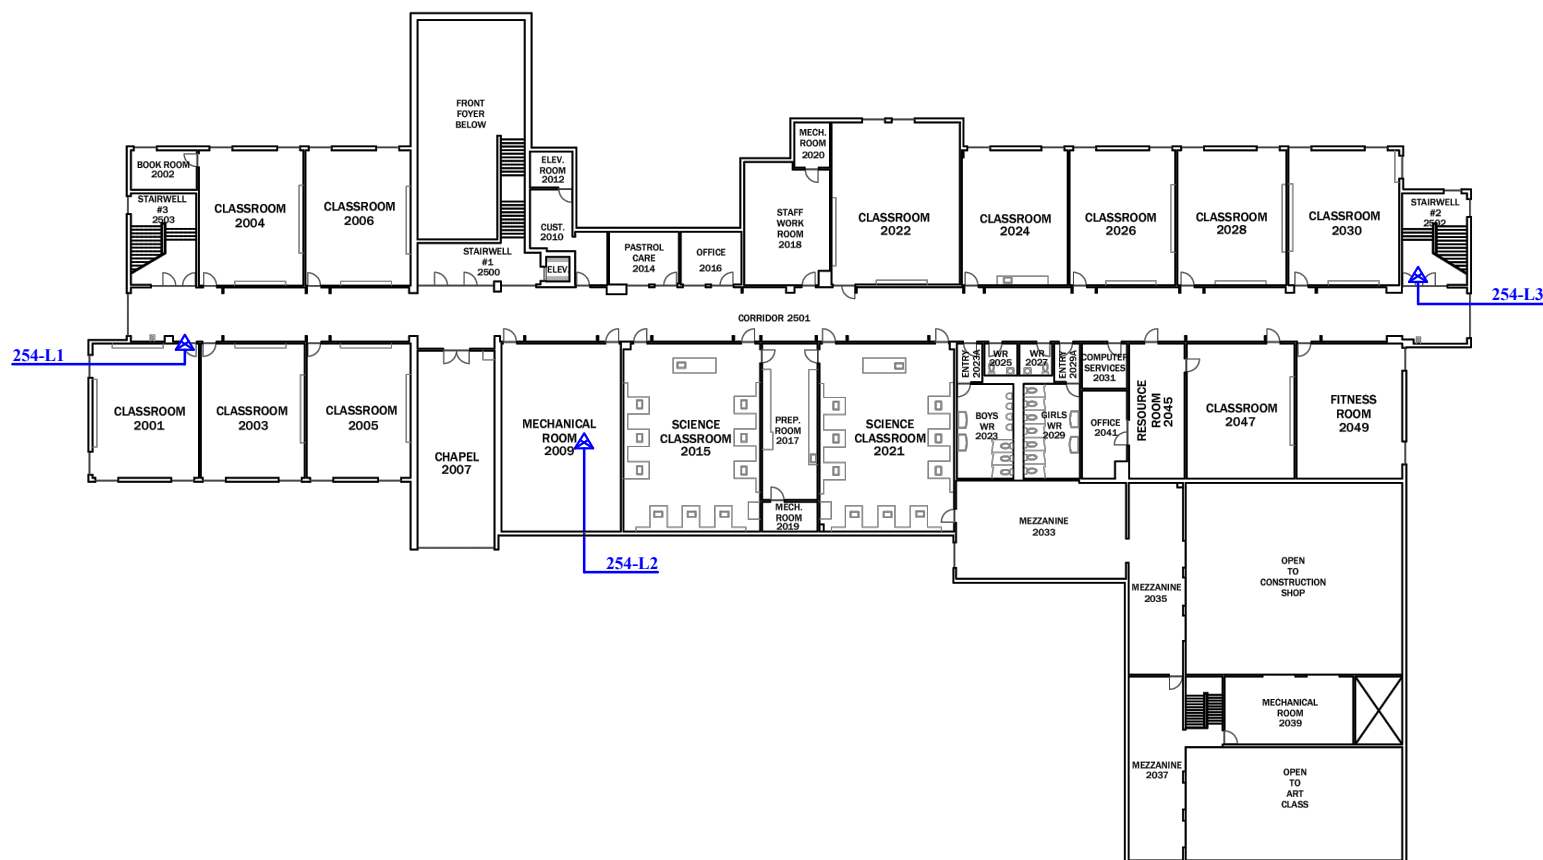 FRONT
FOYER
BELOW
MECH.
ROOM
2020
BOOK ROOM
2002
ELEV.
ROOM
2012
STAIRWELL
#3
2503
CLASSROOM
2004
CLASSROOM
2006
CUST.
2010
STAIRWELL
#1
2500
ELEV.
PASTROL
CARE
2014
OFFICE
2016
STAFF
WORK
ROOM
2018
CLASSROOM
2022
CLASSROOM
2024
CLASSROOM
2026
CLASSROOM
2028
CLASSROOM
2030
STAIRWELL
#2
2502
254-L3
CORRIDOR 2501
254-L1
CLASSROOM
2001
CLASSROOM
2003
CLASSROOM
2005
CHAPEL
2007
MECHANICAL
ROOM
2009
254-L2
SCIENCE
CLASSROOM
2015
PREP.
ROOM
2017
MECH.
ROOM
2019
SCIENCE
CLASSROOM
2021
ENTRY
2023A
WR
2025
WR
2027
ENTRY
2029A
BOYS
WR
2023
GIRLS
WR
2029
COMPUTER
SERVICES
2031
OFFICE
2041
RESOURCE
ROOM
2045
CLASSROOM
2047
FITNESS
ROOM
2049
MEZZANINE
2033
MEZZANINE
2035
OPEN
TO
CONSTRUCTION
SHOP
MECHANICAL
ROOM
2039
MEZZANINE
2037
OPEN
TO
ART
CLASS